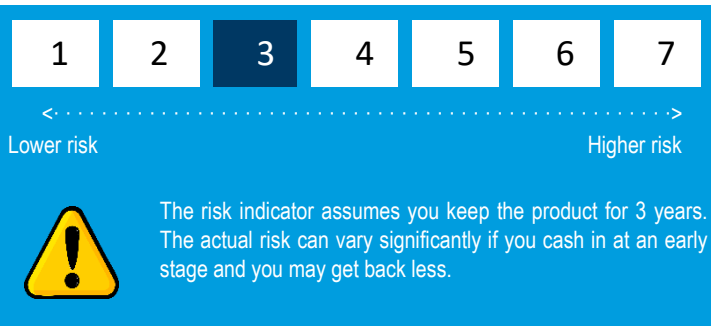 1 2 3 4 5 6 7
Lower risk Higher risk
The risk indicator assumes you keep the product for 3 years.
The actual risk can vary significantly if you cash in at an early
stage and you may get back less.